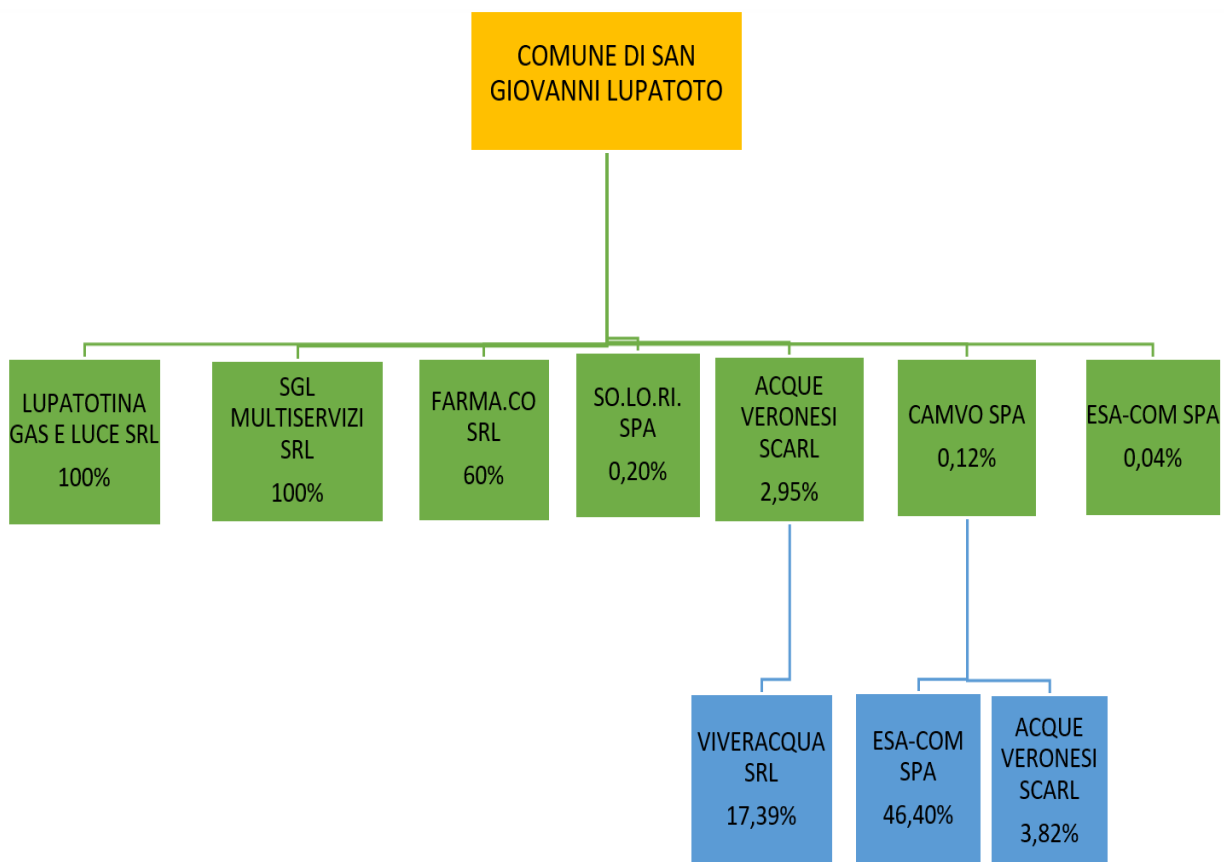 COMUNE DI SAN
GIOVANNI LUPATOTO
LUPATOTINA
GAS E LUCE SRL
100%
SGL
MULTISERVIZI
SRL
100%
FARMA.CO
SRL
60%
SO.LO.RI.
SPA
0,20%
ACQUE
VERONESI
SCARL
2,95%
CAMVO SPA
0,12%
ESA-COM SPA
0,04%
VIVERACQUA
SRL
17,39%
ESA-COM
SPA
46,40%
ACQUE
VERONESI
SCARL
3,82%